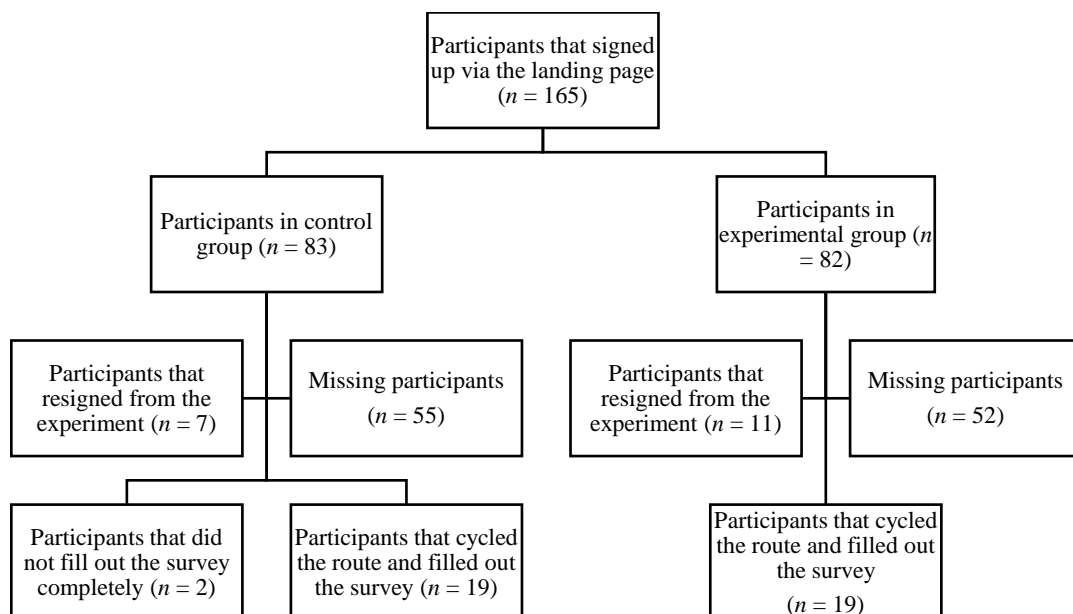 Participants that signed
up via the landing page
(n = 165)
Participants in control
group (n = 83)
Participants in
experimental group (n
= 82)
Participants that
resigned from the
experiment (n = 7)
Missing participants
(n = 55)
Participants that
resigned from the
experiment (n = 11)
Missing participants
(n = 52)
Participants that did
not fill out the survey
completely (n = 2)
Participants that cycled
the route and filled out
the survey (n = 19)
Participants that cycled
the route and filled out
the survey
(n = 19)